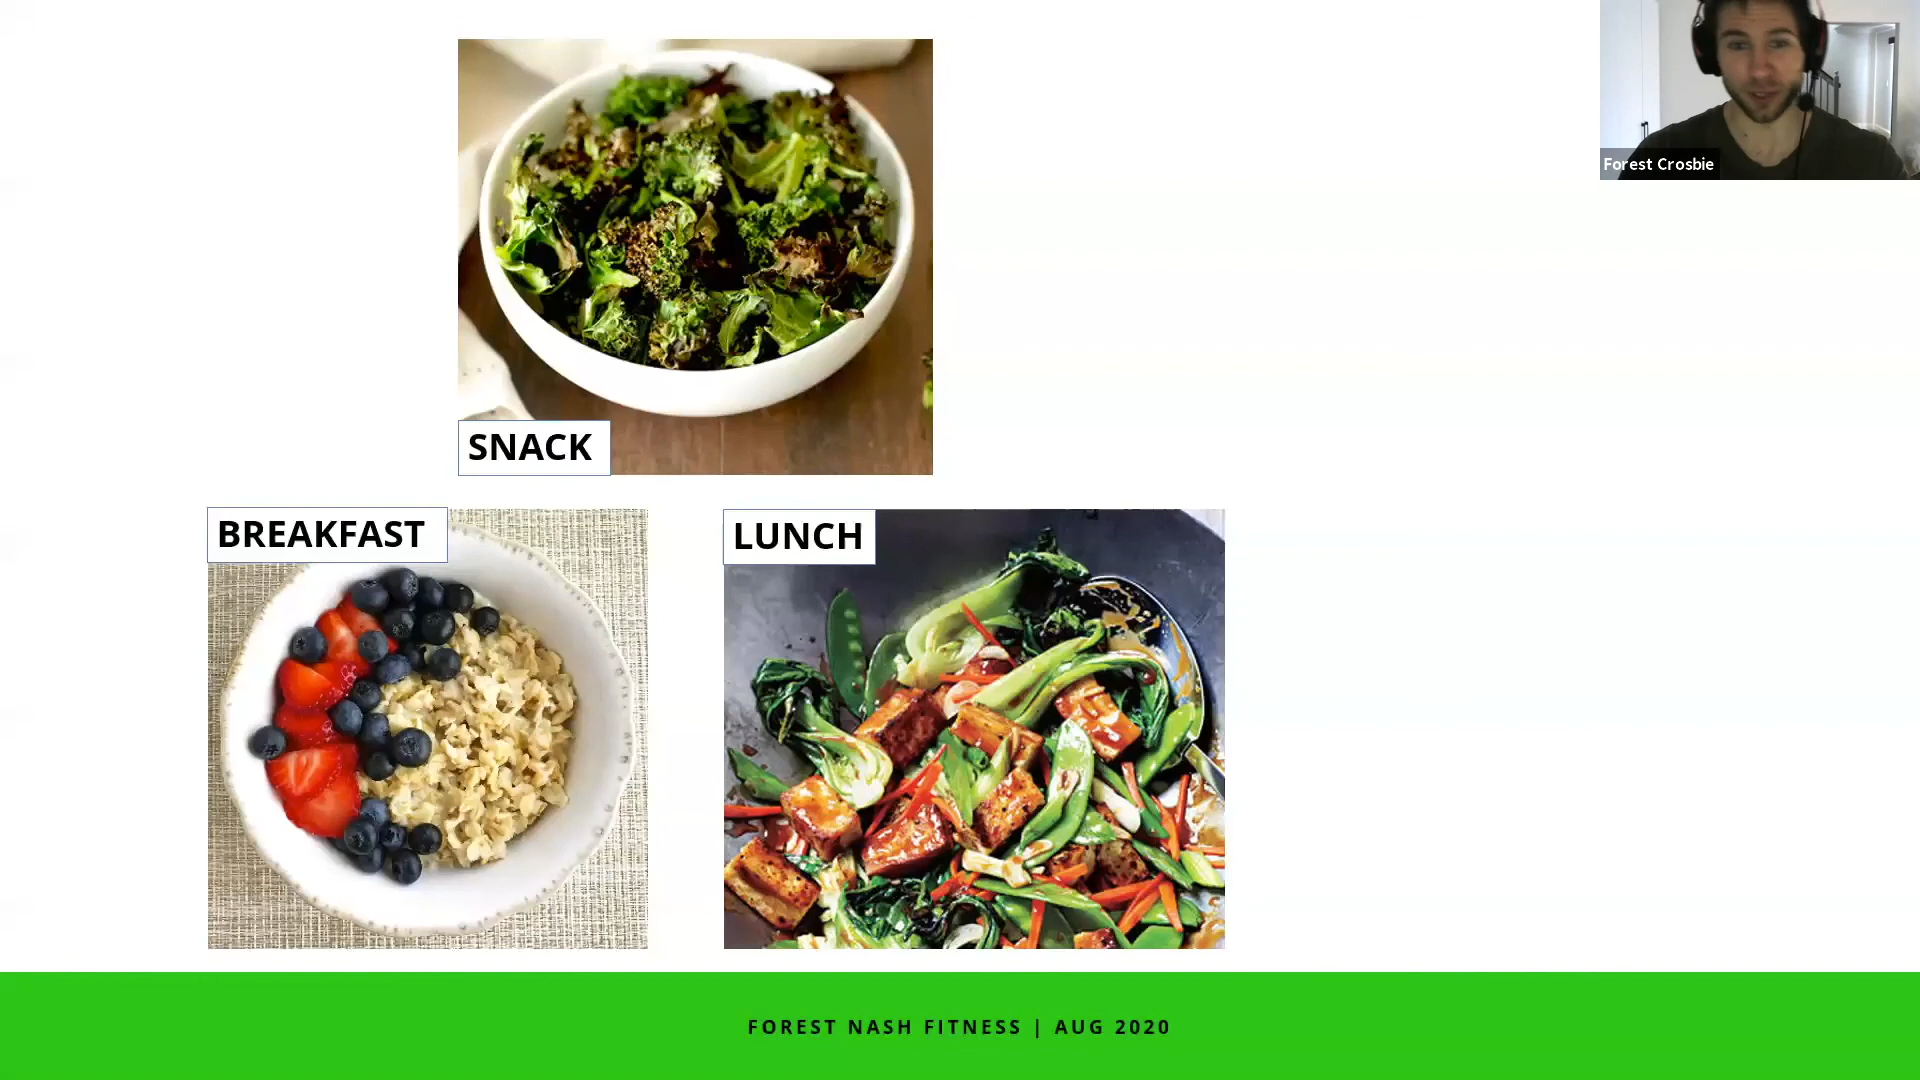 Forest Crosbie
SNACK
BREAKFAST
LUNCH
FOREST NASH FITNESS | AUG 2020